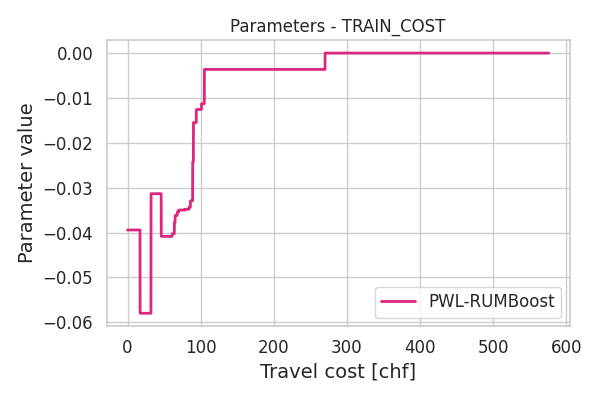 Parameters - TRAIN_COST
0.00
−0.01
−0.02
−0.03
−0.04
−0.05
−0.06
Parameter value
PWL-RUMBoost
0 100 200 300 400 500 600
Travel cost [chf]